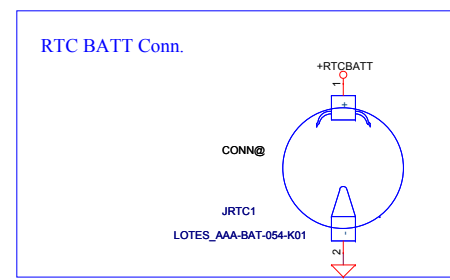 RTC BATT Conn.
+RTCBATT
1
+
CONN@
JRTC1
LOTES_AAA-BAT-054-K01
-
2